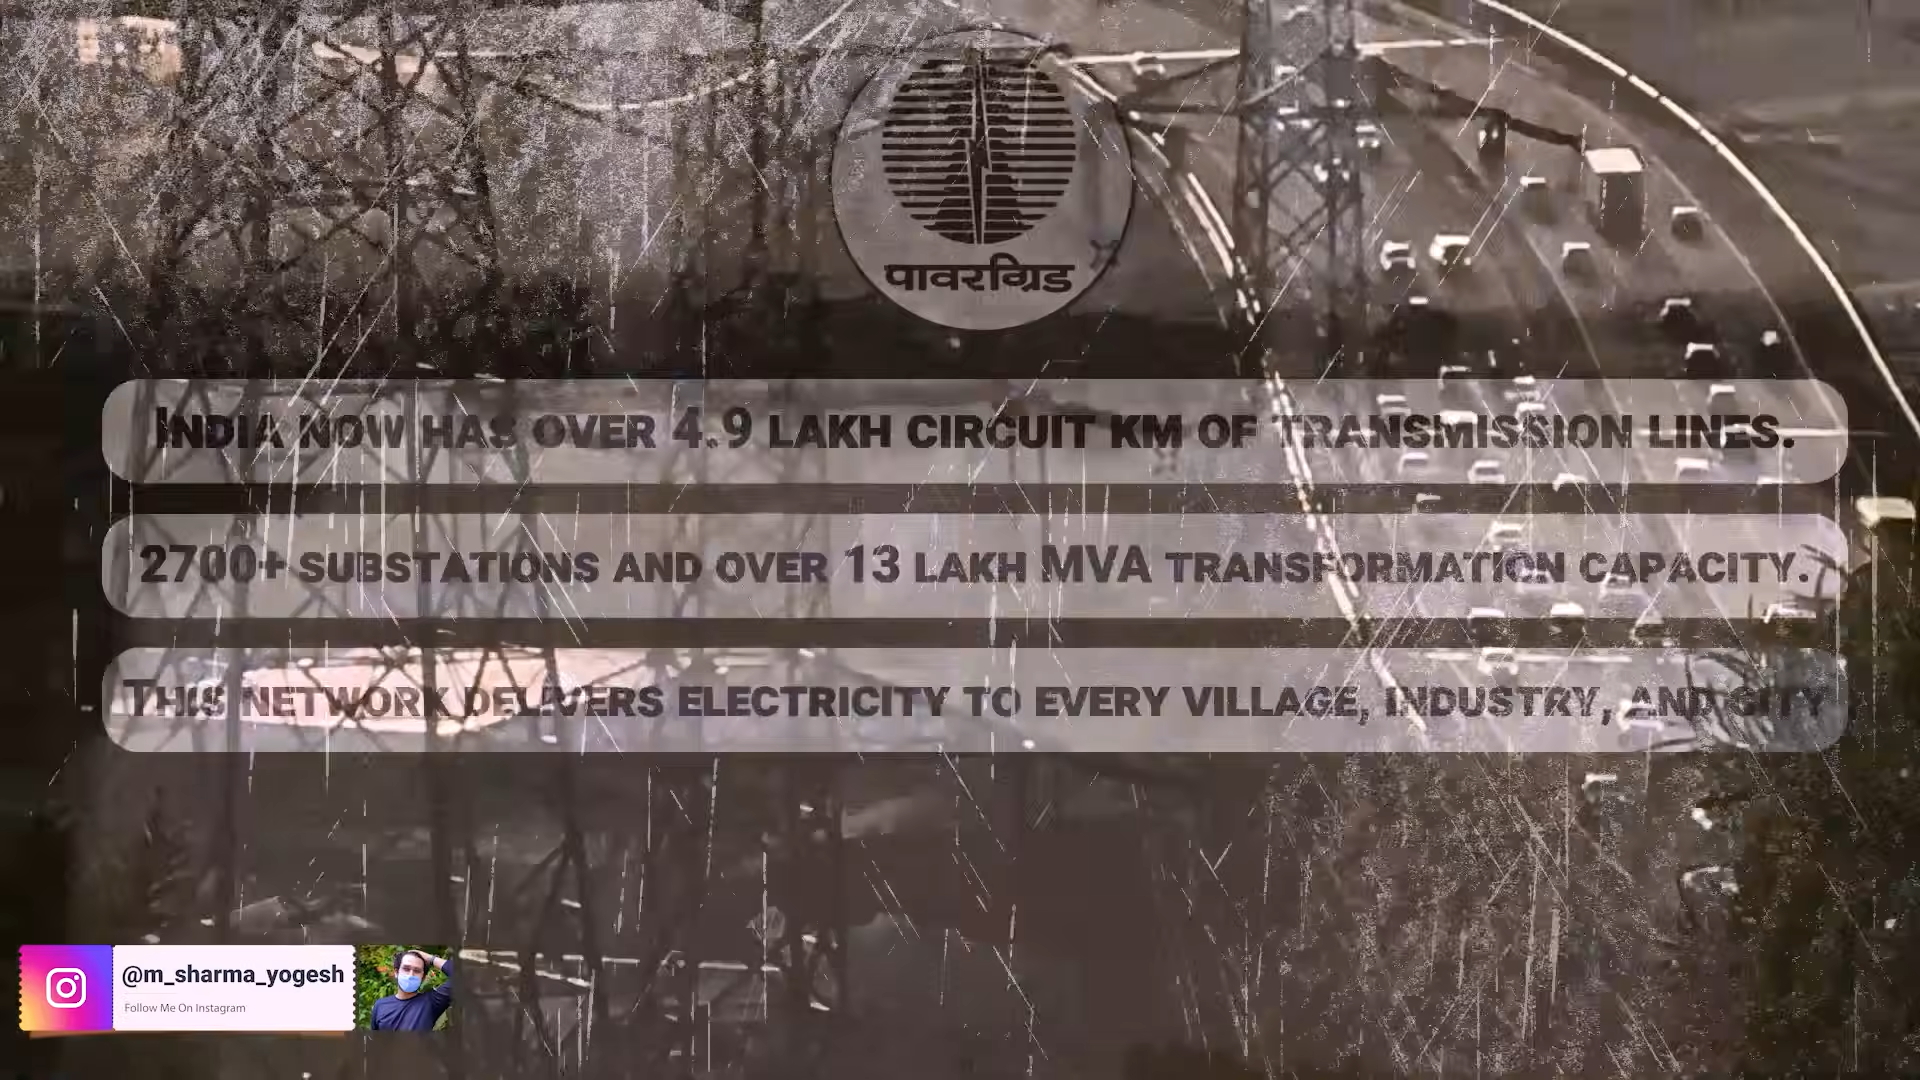 पावरग्रिड
India now has over 4.9 lakh circuit km of transmission lines.
2700+ substations and over 13 lakh MVA transformation capacity.
This network delivers electricity to every village, industry, and city.
@m_sharma_yogesh
Follow Me On Instagram